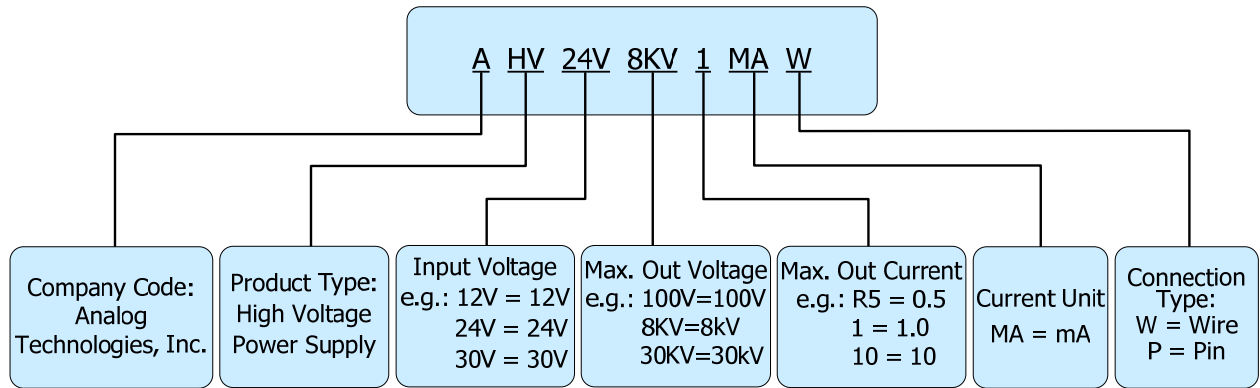 A HV 24V 8KV 1 MA W
Company Code:
Analog
Technologies, Inc.
Product Type:
High Voltage
Power Supply
Input Voltage
e.g.: 12V = 12V
24V = 24V
30V = 30V
Max. Out Voltage
e.g.: 100V=100V
8KV=8kV
30KV=30kV
Max. Out Current
e.g.: R5 = 0.5
1 = 1.0
10 = 10
Current Unit
MA = mA
Connection
Type:
W = Wire
P = Pin